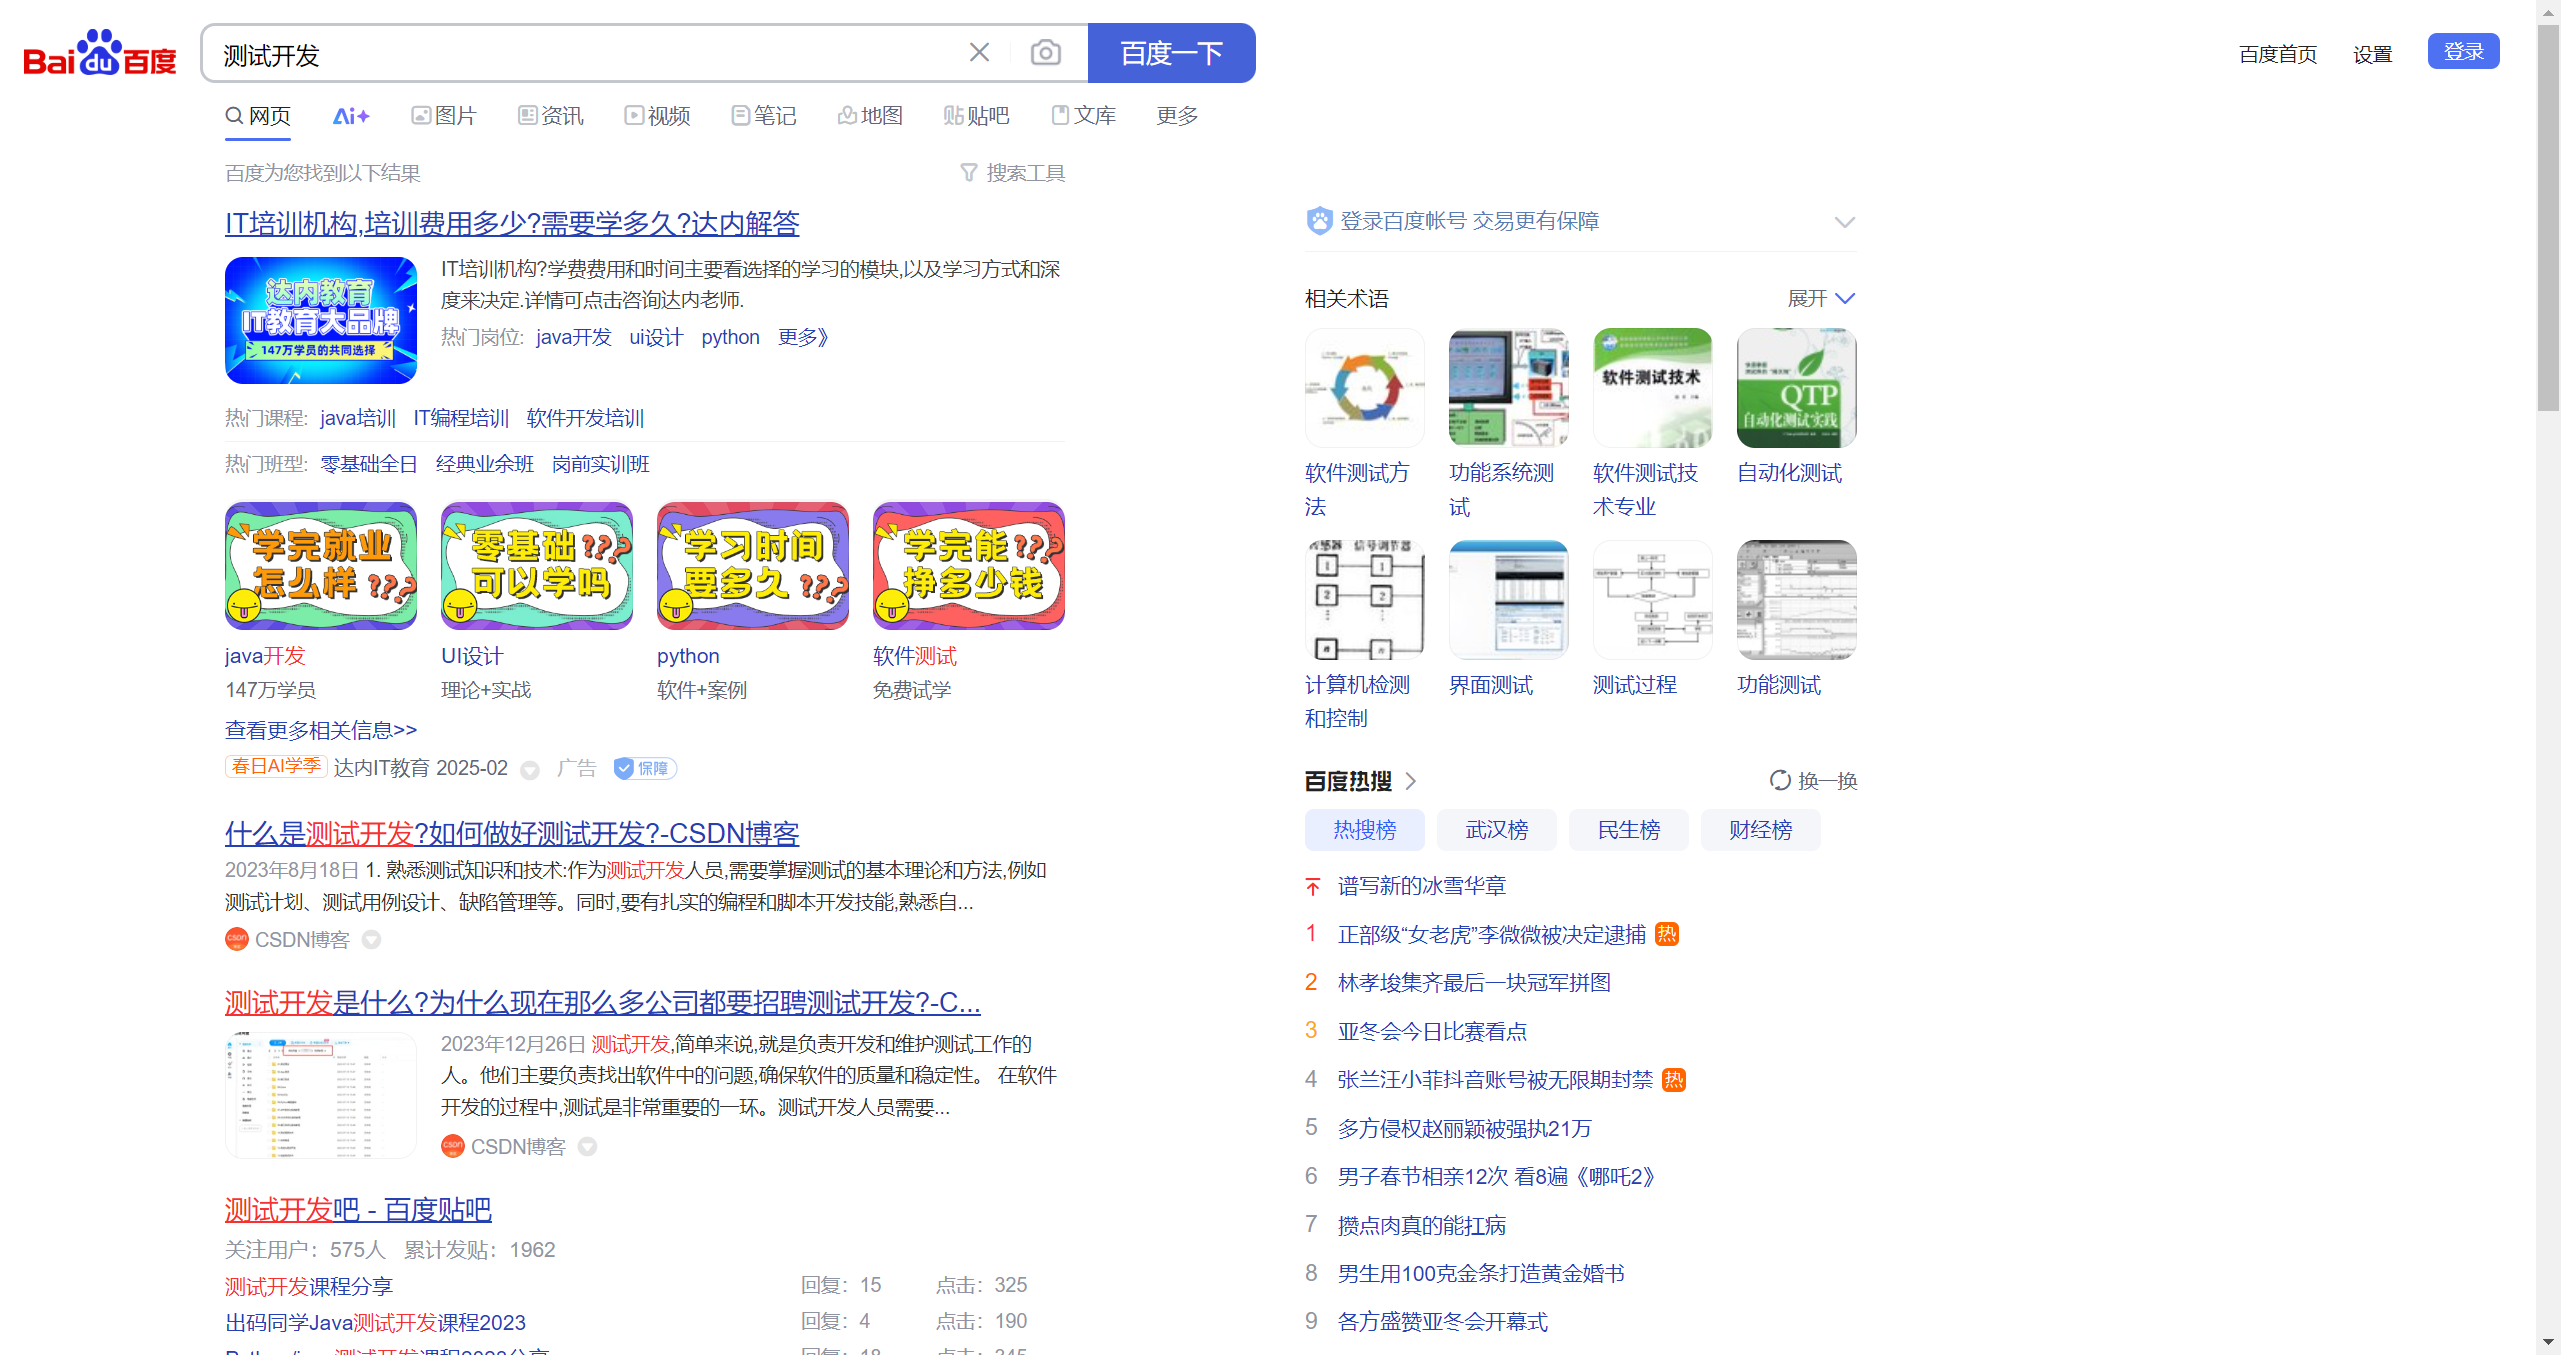 Bai du 百度
测试开发
百度一下
百度首页 设置 登录
网页 Ai 图片 资讯 视频 笔记 地图 贴吧 文库 更多
百度为您找到以下结果 搜索工具
IT培训机构,培训费用多少?需要学多久?达内解答
达内教育
IT教育大品牌
147万学员的共同选择
IT培训机构?学费费用和时间主要看选择的学习的模块,以及学习方式和深
度来决定.详情可点击咨询达内老师.
热门岗位: java开发 ui设计 python 更多》
热门课程: java培训 IT编程培训 软件开发培训
热门班型: 零基础全日 经典业余班 岗前实训班
学完就业
怎么样???
零基础???
可以学吗
学习时间
要多久???
学完能???
挣多少钱
java开发 UI设计 python 软件测试
147万学员 理论+实战 软件+案例 免费试学
查看更多相关信息>>
春日AI学季 达内IT教育 2025-02 广告 保障
什么是测试开发?如何做好测试开发?-CSDN博客
2023年8月18日 1. 熟悉测试知识和技术:作为测试开发人员,需要掌握测试的基本理论和方法,例如
测试计划、测试用例设计、缺陷管理等。同时,要有扎实的编程和脚本开发技能,熟悉自...
CSDN博客
测试开发是什么?为什么现在那么多公司都要招聘测试开发?-C...
2023年12月26日 测试开发,简单来说,就是负责开发和维护测试工作的
人。他们主要负责找出软件中的问题,确保软件的质量和稳定性。 在软件
开发的过程中,测试是非常重要的一环。测试开发人员需要...
CSDN博客
测试开发吧 - 百度贴吧
关注用户：575人 累计发贴：1962
测试开发课程分享 回复：15 点击：325
出码同学Java测试开发课程2023 回复：4 点击：190
登录百度帐号 交易更有保障
相关术语 展开
软件测试技术
QTP
自动化测试实践
软件测试方 功能系统测 软件测试技 自动化测试
法 试 术专业
信号调节器
计算机检测 界面测试 测试过程 功能测试
和控制
百度热搜 换一换
热搜榜 武汉榜 民生榜 财经榜
谱写新的冰雪华章
1 正部级“女老虎”李微微被决定逮捕 热
2 林孝埈集齐最后一块冠军拼图
3 亚冬会今日比赛看点
4 张兰汪小菲抖音账号被无限期封禁 热
5 多方侵权赵丽颖被强执21万
6 男子春节相亲12次 看8遍《哪吒2》
7 攒点肉真的能扛病
8 男生用100克金条打造黄金婚书
9 各方盛赞亚冬会开幕式